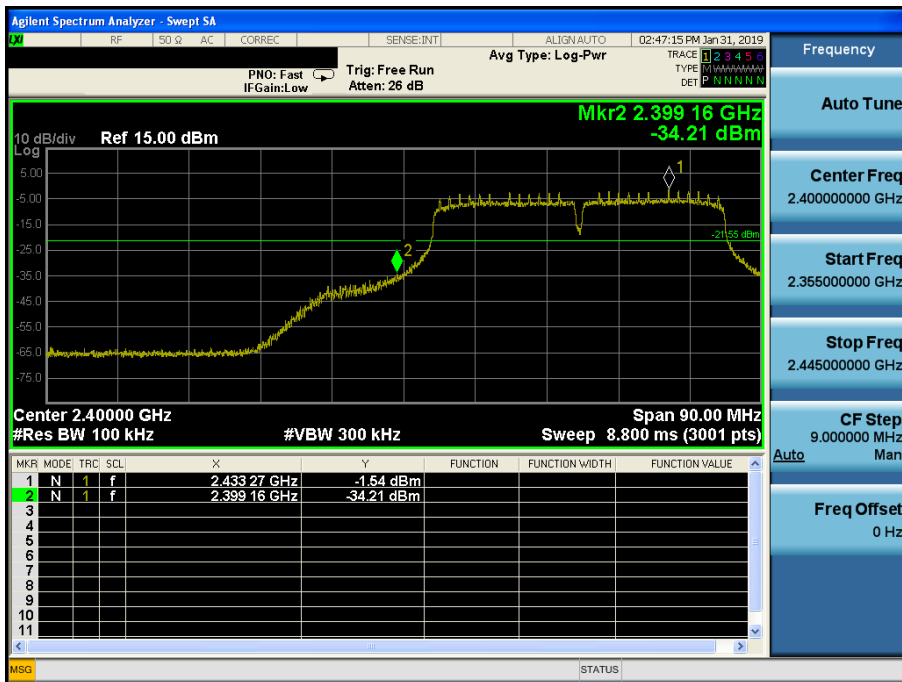 Agilent Spectrum Analyzer - Swept SA
LXI RF 50 Ω AC CORREC SENSE:INT ALIGN AUTO 02:47:15 PM Jan 31, 2019
PNO: Fast
IFGain:Low
Trig: Free Run
Atten: 26 dB
Avg Type: Log-Pwr
TRACE 1 2 3 4 5 6
TYPE M WWWWW
DET P N N N N N
Mkr2 2.399 16 GHz
-34.21 dBm
10 dB/div
Log
Ref 15.00 dBm
5.00
-5.00
-15.0
-25.0
-35.0
-45.0
-55.0
-65.0
-75.0
1
2
-21.55 dBm
Center 2.40000 GHz
Span 90.00 MHz
#Res BW 100 kHz
#VBW 300 kHz
Sweep 8.800 ms (3001 pts)
MKR MODE TRC SCL X Y FUNCTION FUNCTION WIDTH FUNCTION VALUE
1 N 1 f 2.433 27 GHz -1.54 dBm
2 N 1 f 2.399 16 GHz -34.21 dBm
3
4
5
6
7
8
9
10
11
MSG
STATUS
Frequency
Auto Tune
Center Freq
2.400000000 GHz
Start Freq
2.355000000 GHz
Stop Freq
2.445000000 GHz
CF Step
9.000000 MHz
Auto Man
Freq Offset
0 Hz